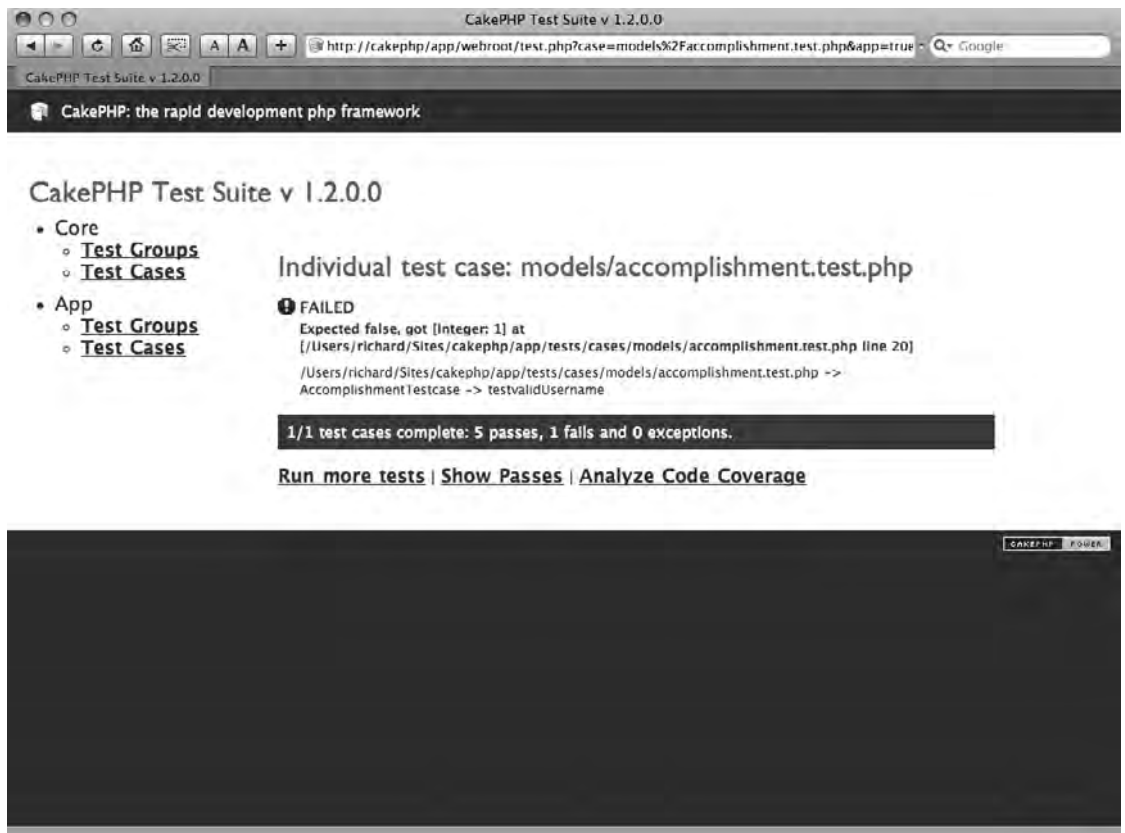 CakePHP Test Suite v 1.2.0.0
A A + http://cakephp/app/webroot/test.php?case=models%2Faccomplishment.test.php&app=true Google
CakePHP Test Suite v 1.2.0.0
CakePHP: the rapid development php framework
CakePHP Test Suite v 1.2.0.0
• Core
◦ Test Groups
◦ Test Cases
• App
◦ Test Groups
◦ Test Cases
Individual test case: models/accomplishment.test.php
FAILED
Expected false, got [Integer: 1] at
[/Users/richard/Sites/cakephp/app/tests/cases/models/accomplishment.test.php line 20]
/Users/richard/Sites/cakephp/app/tests/cases/models/accomplishment.test.php ->
AccomplishmentTestcase -> testvalidUsername
1/1 test cases complete: 5 passes, 1 fails and 0 exceptions.
Run more tests | Show Passes | Analyze Code Coverage
CAKEPHP POWER